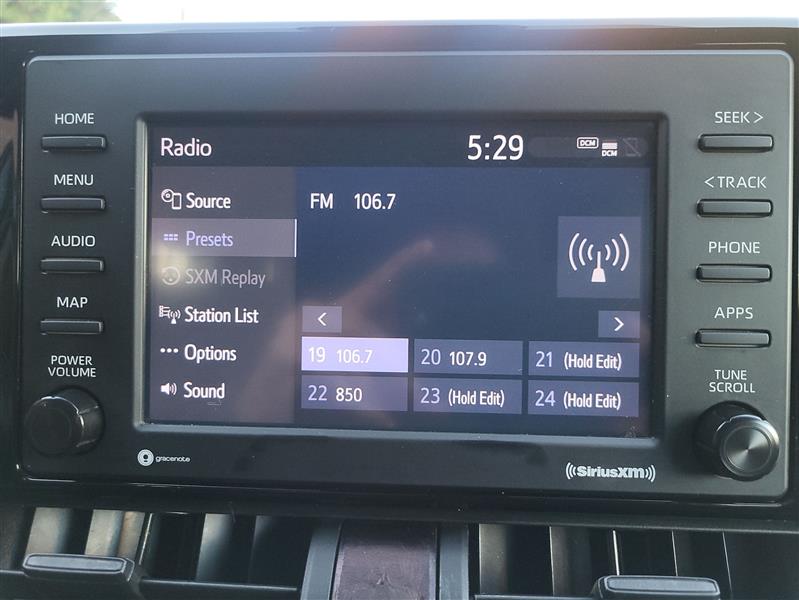 HOME
MENU
AUDIO
MAP
POWER
VOLUME
Radio
5:29
DCM
DCM
Source
Presets
SXM Replay
Station List
Options
Sound
FM 106.7
<
>
19 106.7
20 107.9
21 (Hold Edit)
22 850
23 (Hold Edit)
24 (Hold Edit)
SEEK >
< TRACK
PHONE
APPS
TUNE
SCROLL
gracenote
((SiriusXM))